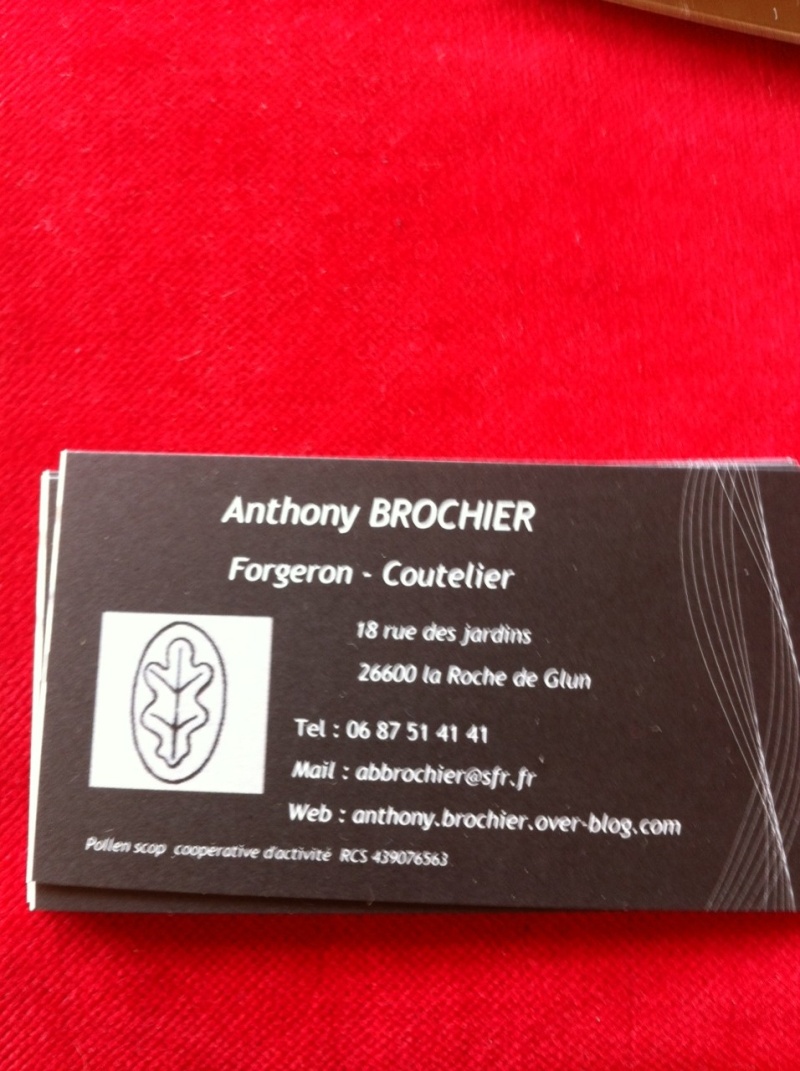 Anthony BROCHIER
Forgeron - Coutelier
18 rue des jardins
26600 la Roche de Glun
Tel : 06 87 51 41 41
Mail : abbrochier@sfr.fr
Web : anthony.brochier.over-blog.com
Pollen scop coopérative d'activité RCS 439076563